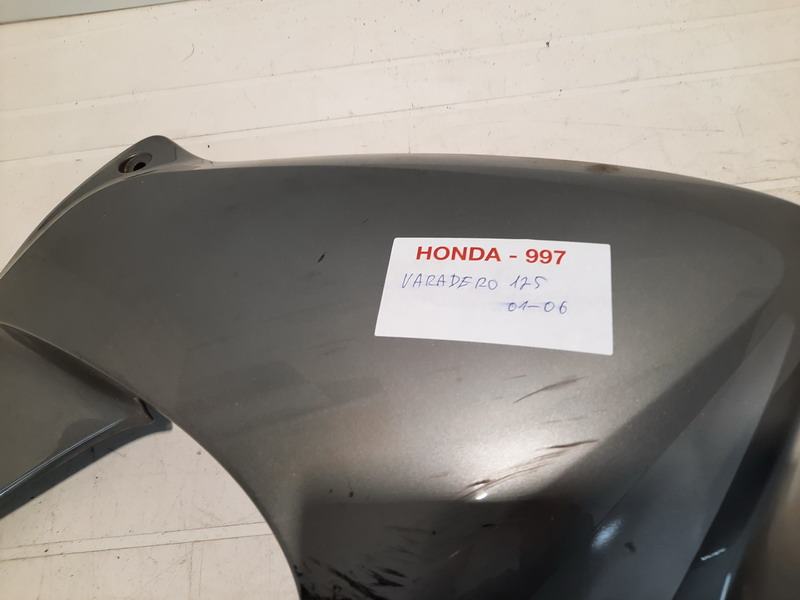 HONDA - 997
VARADERO 125
01-06